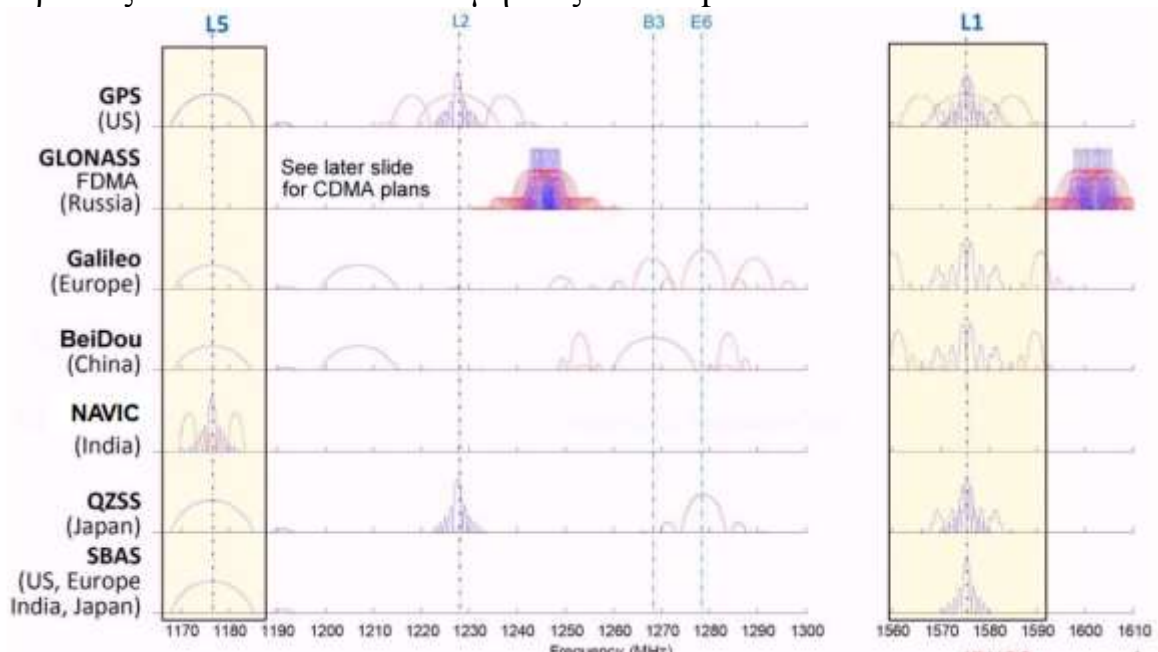 L5 L2 B3 E6 L1
GPS
(US)
GLONASS
FDMA
(Russia)
See later slide
for CDMA plans
Galileo
(Europe)
BeiDou
(China)
NAVIC
(India)
QZSS
(Japan)
SBAS
(US, Europe
India, Japan)
1170 1180 1190 1200 1210 1220 1230 1240 1250 1260 1270 1280 1290 1300 1560 1570 1580 1590 1600 1610
Frequency (MHz)